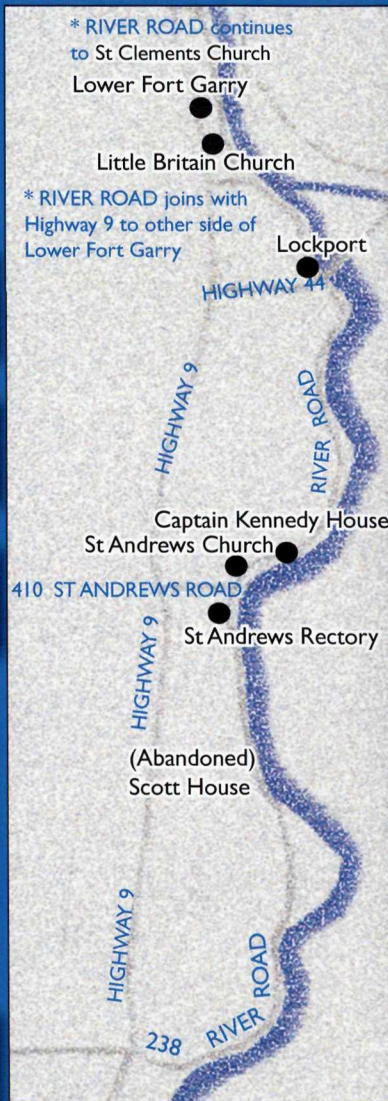 * RIVER ROAD continues
to St Clements Church
Lower Fort Garry
Little Britain Church
* RIVER ROAD joins with
Highway 9 to other side of
Lower Fort Garry
Lockport
HIGHWAY 44
HIGHWAY 9
RIVER ROAD
Captain Kennedy House
St Andrews Church
410 ST ANDREWS ROAD
St Andrews Rectory
HIGHWAY 9
(Abandoned)
Scott House
HIGHWAY 9
238 RIVER ROAD